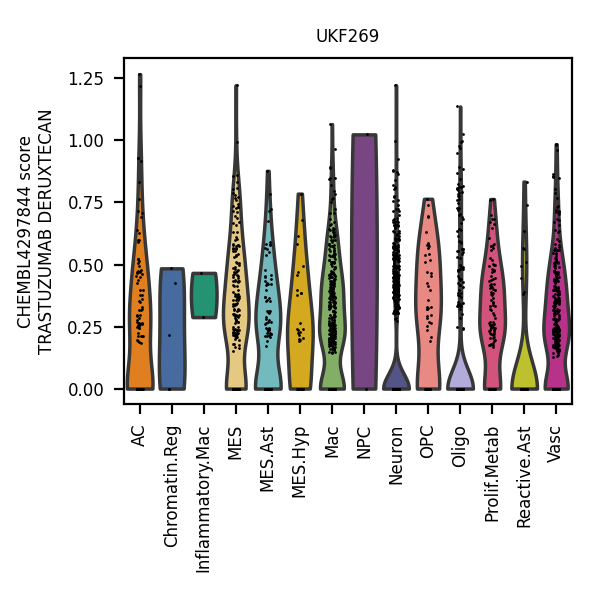 UKF269
CHEMBL4297844 score
TRASTUZUMAB DERUXTECAN
1.25
1.00
0.75
0.50
0.25
0.00
AC
Chromatin.Reg
Inflammatory.Mac
MES
MES.Ast
MES.Hyp
Mac
NPC
Neuron
OPC
Oligo
Prolif.Metab
Reactive.Ast
Vasc